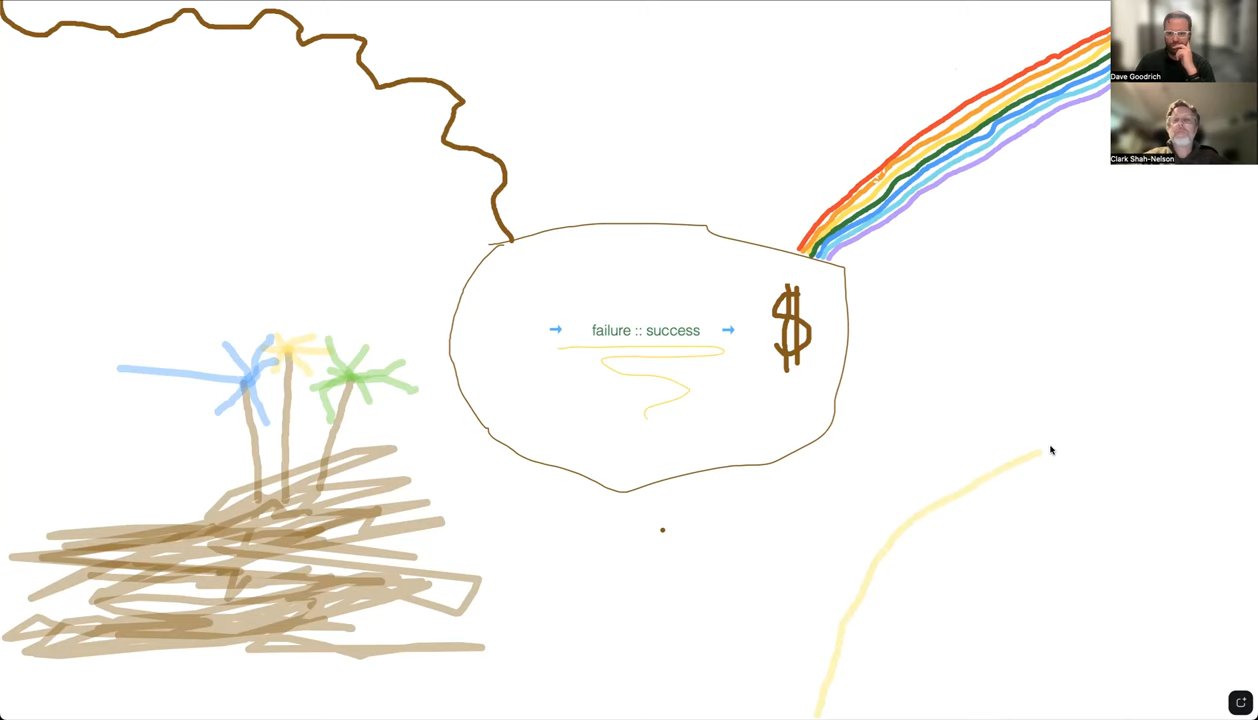 Dave Goodrich
Clark Shah-Nelson
➞ failure :: success ➞ $